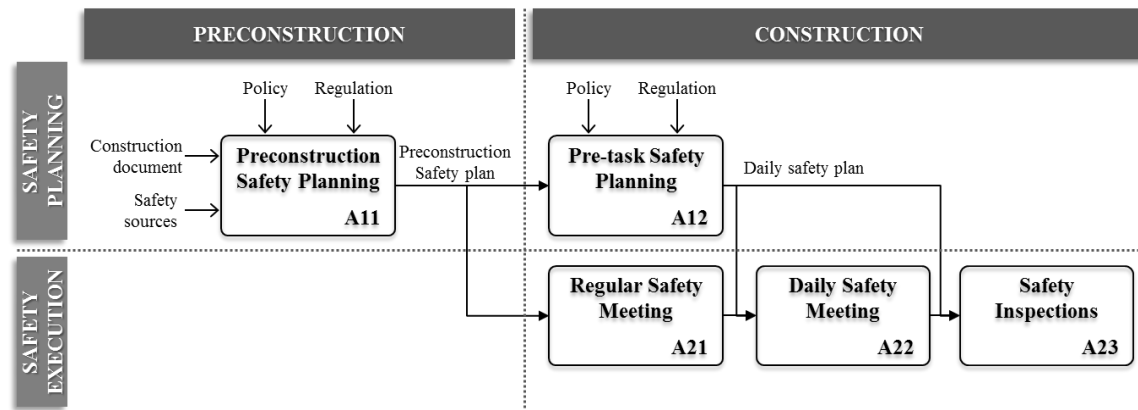 PRECONSTRUCTION
CONSTRUCTION
SAFETY
PLANNING
Policy
Regulation
Construction
document
Safety
sources
Preconstruction
Safety Planning
A11
Preconstruction
Safety plan
Policy
Regulation
Pre-task Safety
Planning
A12
Daily safety plan
SAFETY
EXECUTION
Regular Safety
Meeting
A21
Daily Safety
Meeting
A22
Safety
Inspections
A23